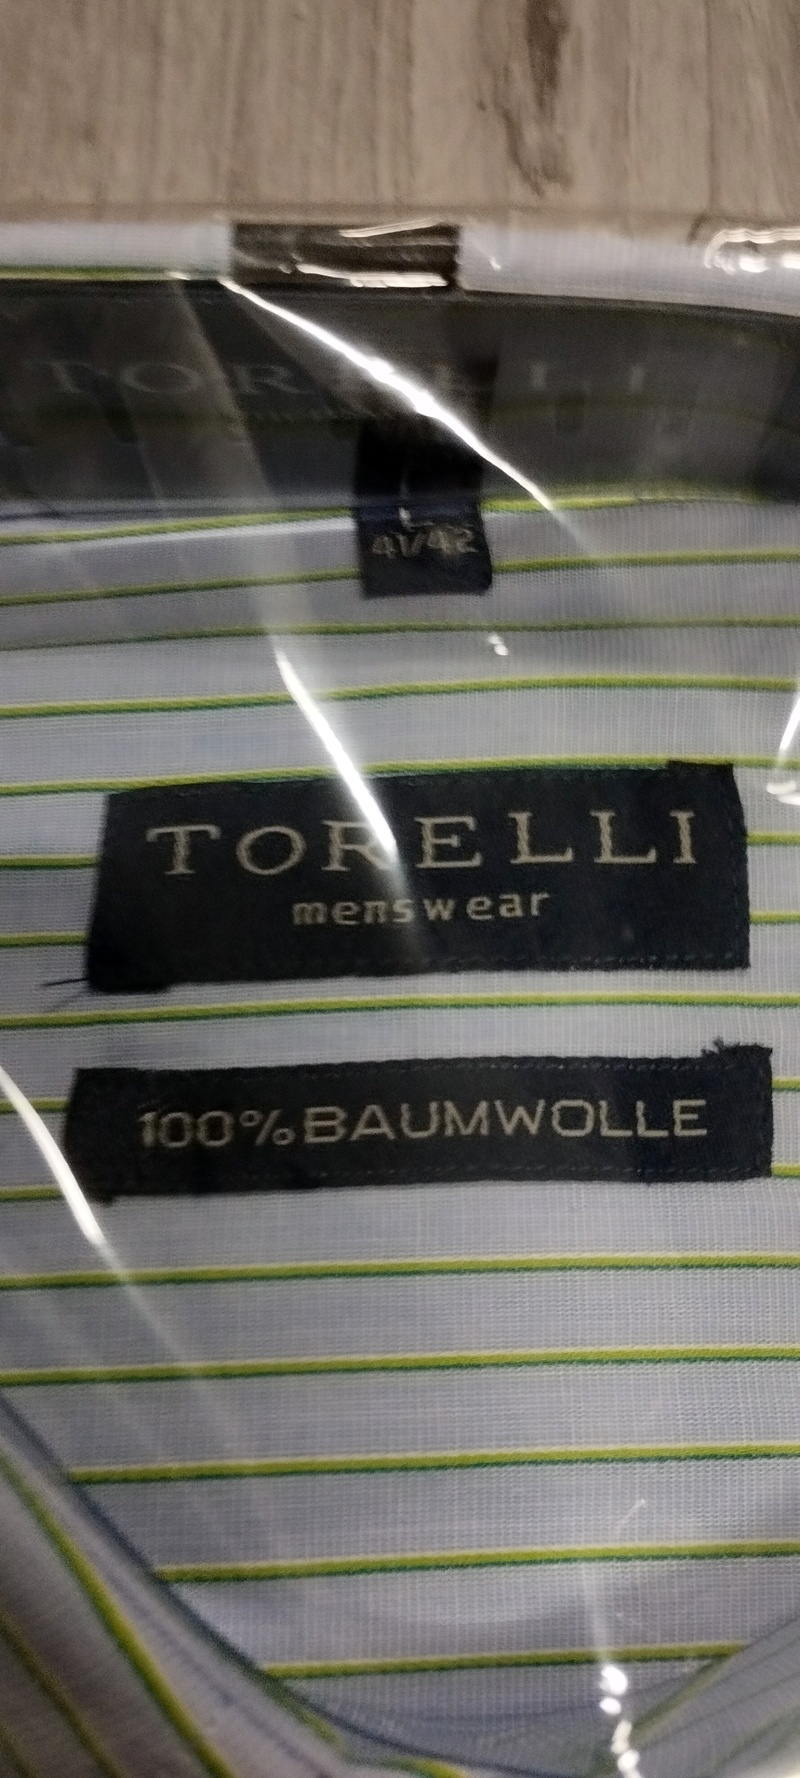 TORELLI
L
41/42
TORELLI
menswear
100%BAUMWOLLE